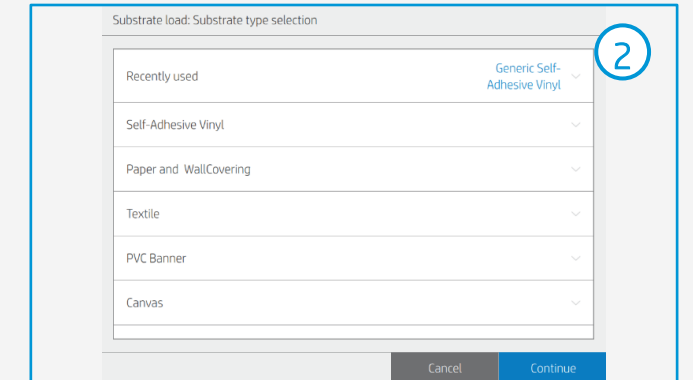 Substrate load: Substrate type selection
2
Recently used
Generic Self-
Adhesive Vinyl
Self-Adhesive Vinyl
Paper and WallCovering
Textile
PVC Banner
Canvas
Cancel
Continue